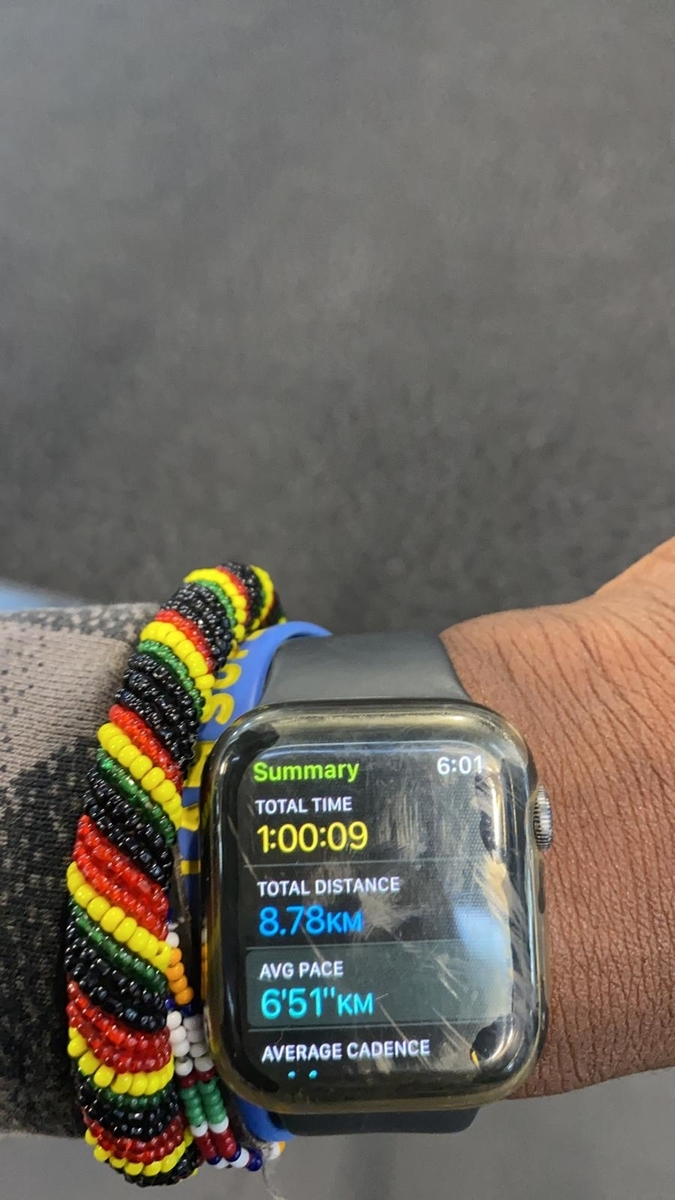 Summary 6:01
TOTAL TIME
1:00:09
TOTAL DISTANCE
8.78KM
AVG PACE
6'51"KM
AVERAGE CADENCE